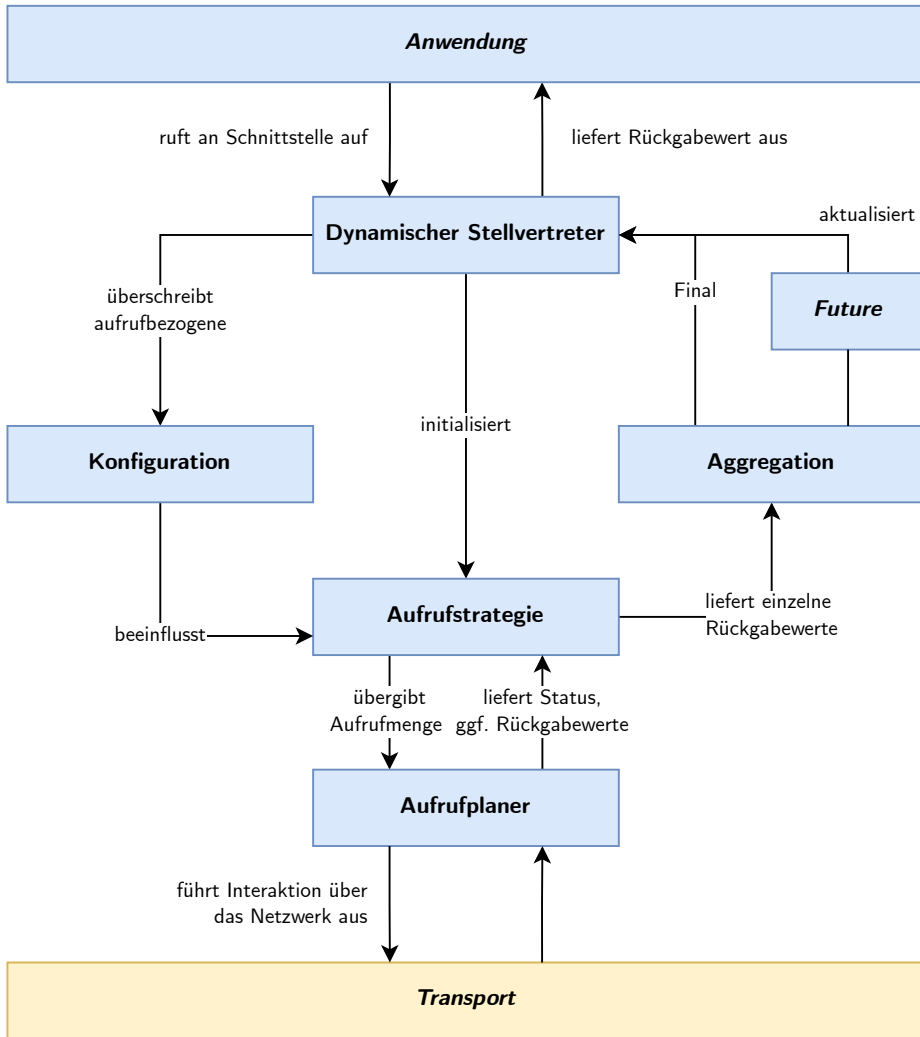 Anwendung
ruft an Schnittstelle auf
liefert Rückgabewert aus
Dynamischer Stellvertreter
aktualisiert
überschreibt
aufrufbezogene
Final
Future
initialisiert
Konfiguration
Aggregation
Aufrufstrategie
liefert einzelne
Rückgabewerte
beeinflusst
übergibt
Aufrufmenge
liefert Status,
ggf. Rückgabewerte
Aufrufplaner
führt Interaktion über
das Netzwerk aus
Transport